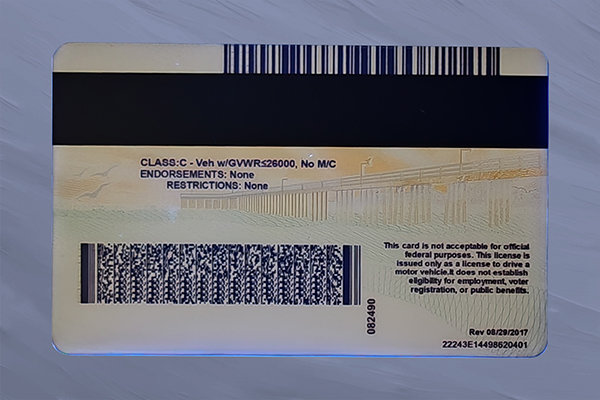 CLASS:C - Veh w/GVWR≤26000, No M/C
ENDORSEMENTS: None
RESTRICTIONS: None
This card is not acceptable for official
federal purposes. This license is
issued only as a license to drive a
motor vehicle.It does not establish
eligibility for employment, voter
registration, or public benefits.
082490
Rev 08/29/2017
22243E14498620401